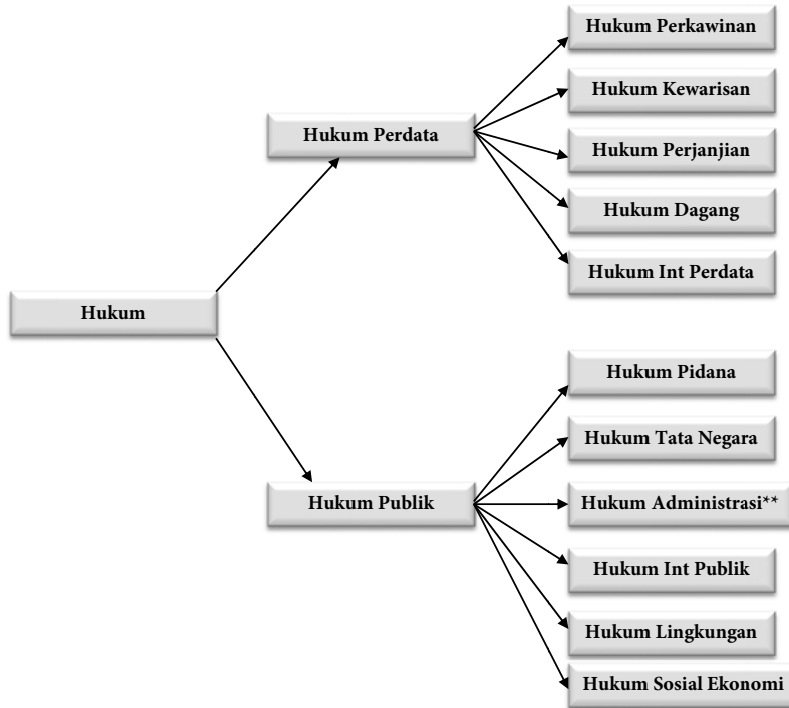 Hukum Perkawinan
Hukum Kewarisan
Hukum Perdata
Hukum Perjanjian
Hukum Dagang
Hukum Int Perdata
Hukum
Hukum Pidana
Hukum Tata Negara
Hukum Publik
Hukum Administrasi**
Hukum Int Publik
Hukum Lingkungan
Hukum Sosial Ekonomi